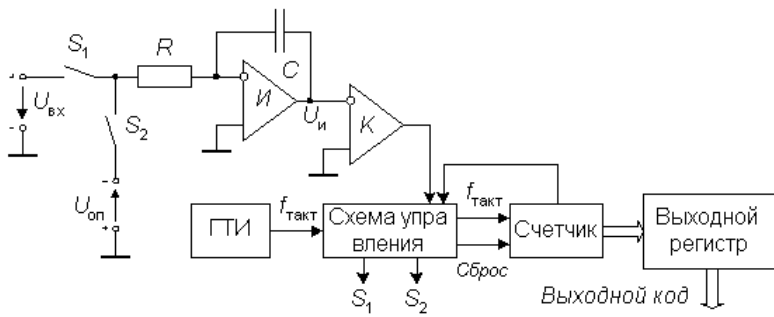 S1
R
C
+
-
Uвх
S2
И
Uи
К
-
Uоп
+
ГТИ
fтакт
Схема упра
вления
fтакт
Сброс
Счетчик
Выходной
регистр
S1
S2
Выходной код